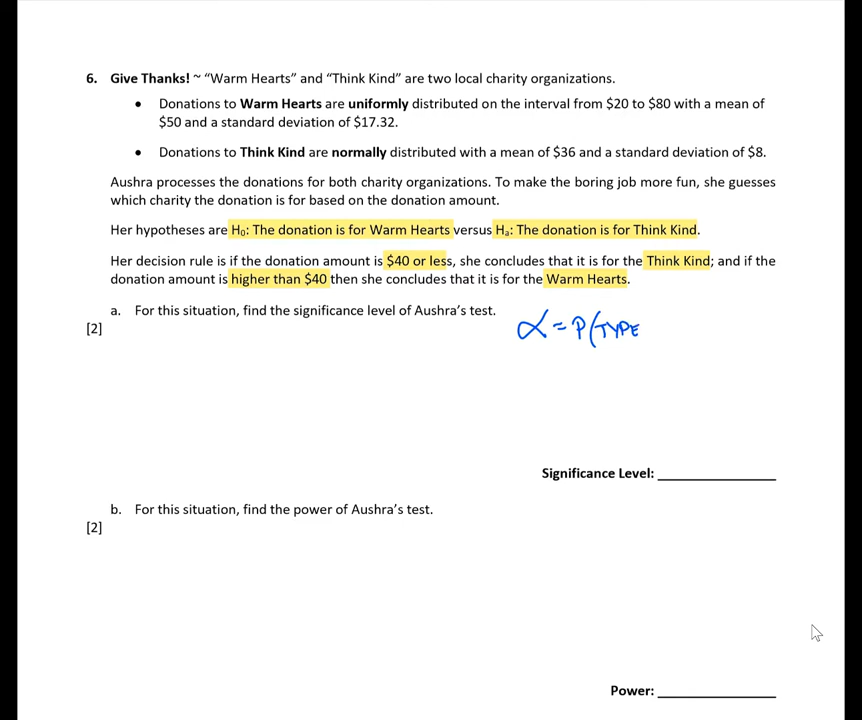 6. Give Thanks! ~ “Warm Hearts” and “Think Kind” are two local charity organizations.
• Donations to Warm Hearts are uniformly distributed on the interval from $20 to $80 with a mean of
$50 and a standard deviation of $17.32.
• Donations to Think Kind are normally distributed with a mean of $36 and a standard deviation of $8.
Aushra processes the donations for both charity organizations. To make the boring job more fun, she guesses
which charity the donation is for based on the donation amount.
Her hypotheses are H₀: The donation is for Warm Hearts versus Hₐ: The donation is for Think Kind.
Her decision rule is if the donation amount is $40 or less, she concludes that it is for the Think Kind; and if the
donation amount is higher than $40 then she concludes that it is for the Warm Hearts.
a. For this situation, find the significance level of Aushra’s test.
[2]
α = P(TYPE
Significance Level: ____________
b. For this situation, find the power of Aushra’s test.
[2]
Power: ____________